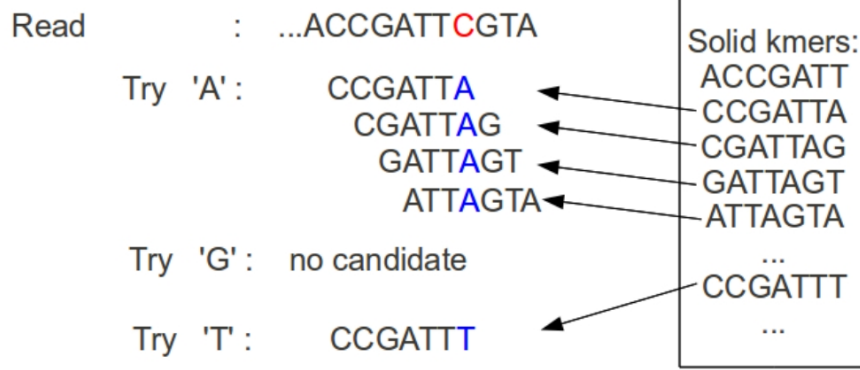 Read : ...ACCGATTCGTA
Try 'A' : CCGATTA
CGATTAG
GATTAGT
ATTAGTA
Try 'G' : no candidate
Try 'T' : CCGATTT
Solid kmers:
ACCGATT
CCGATTA
CGATTAG
GATTAGT
ATTAGTA
...
CCGATTT
...